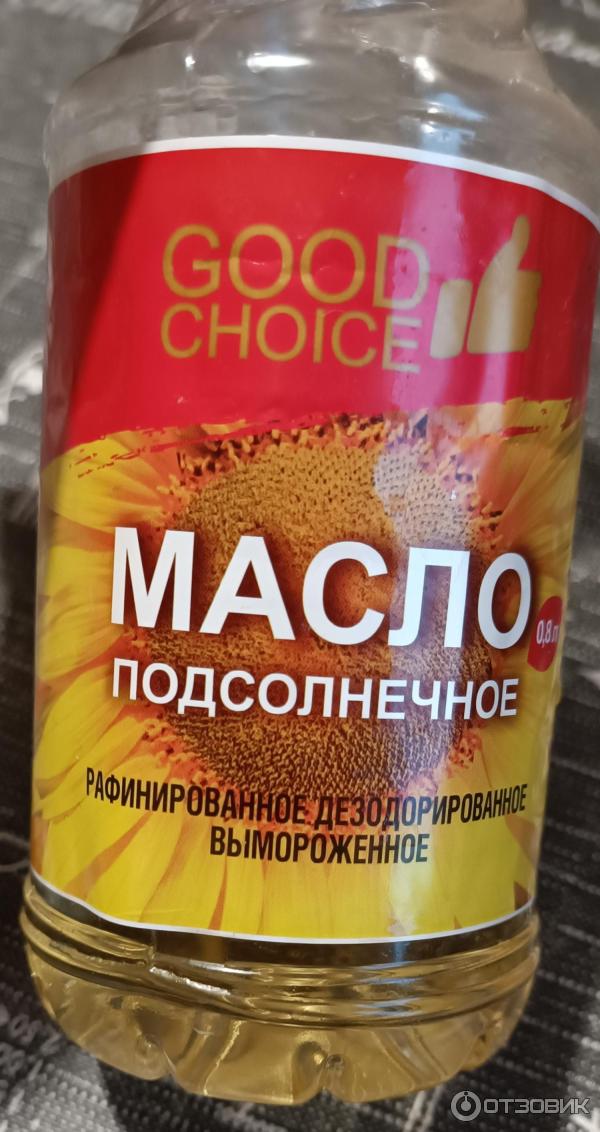 GOOD
CHOICE
МАСЛО
0,8 л
ПОДСОЛНЕЧНОЕ
РАФИНИРОВАННОЕ ДЕЗОДОРИРОВАННОЕ
ВЫМОРОЖЕННОЕ
ОТЗОВИК